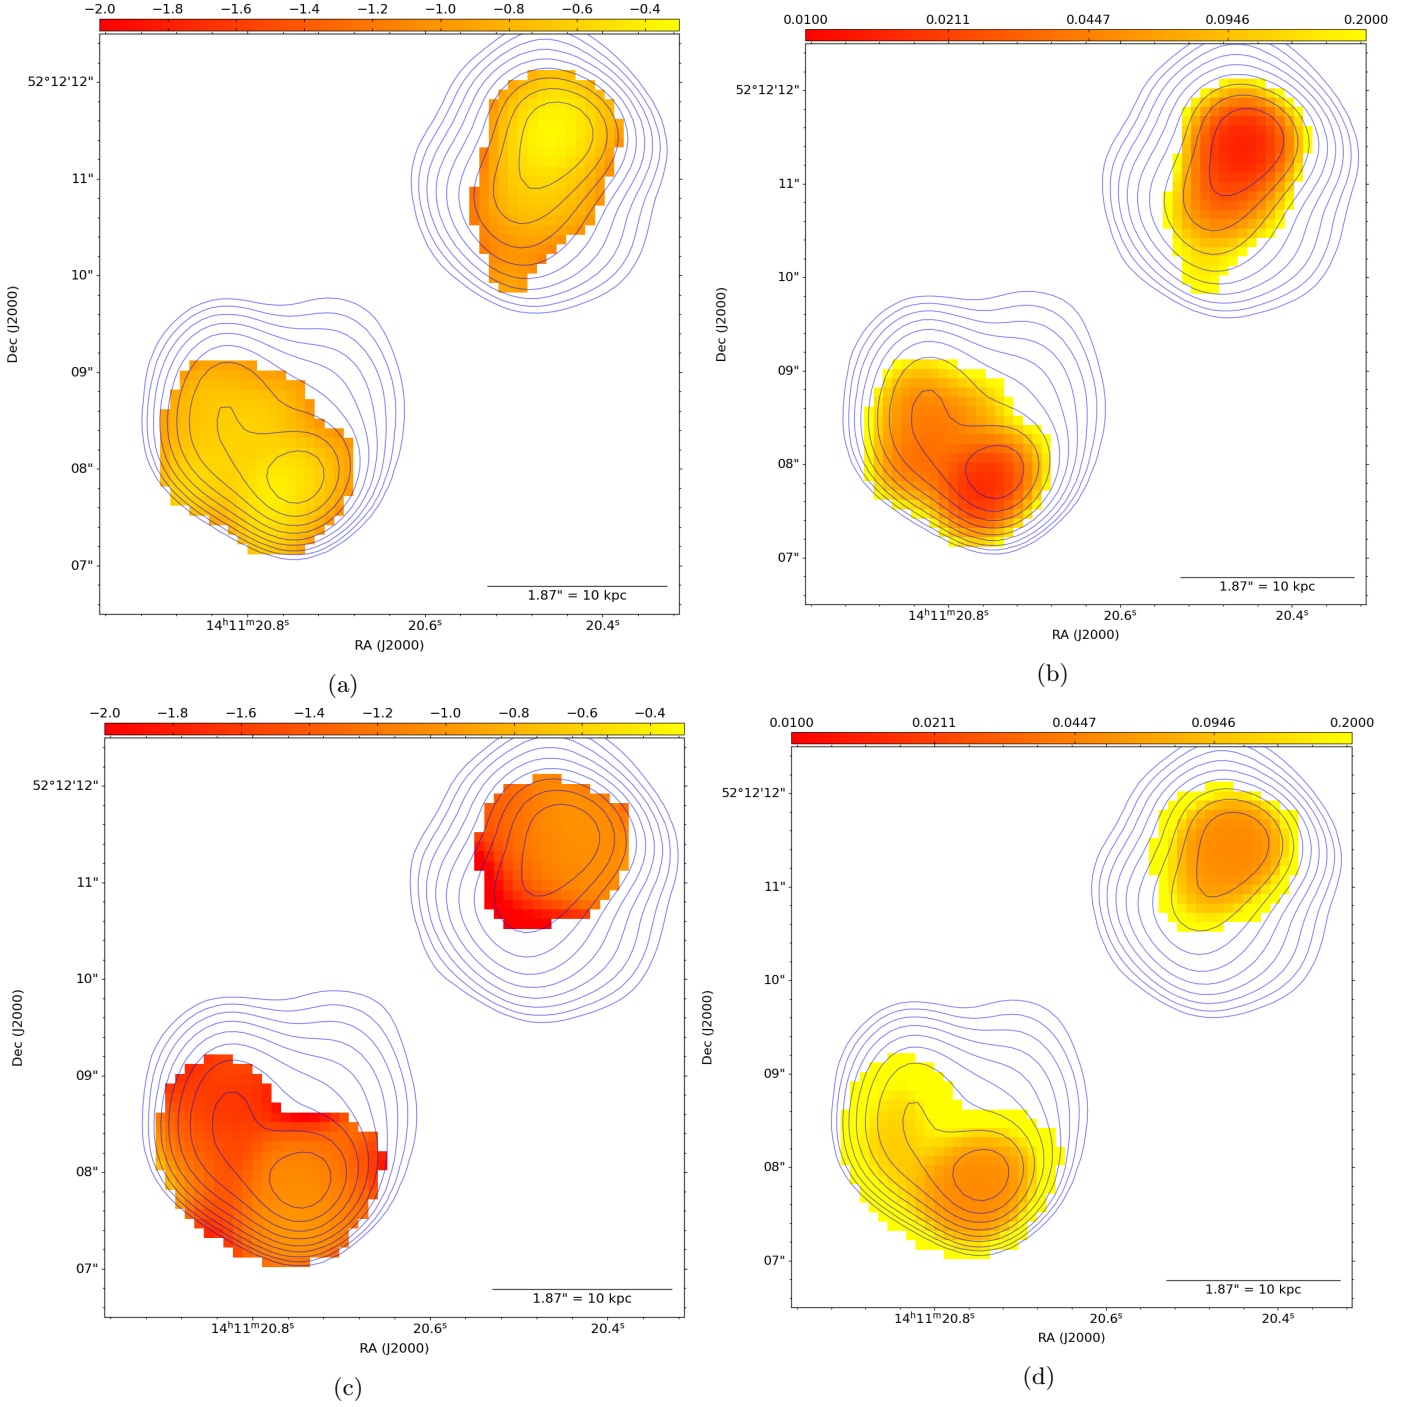 −2.0 −1.8 −1.6 −1.4 −1.2 −1.0 −0.8 −0.6 −0.4
52°12'12"
11"
10"
09"
08"
07"
Dec (J2000)
1.87" = 10 kpc
14ʰ11ᵐ20.8ˢ 20.6ˢ 20.4ˢ
RA (J2000)
(a)
0.0100 0.0211 0.0447 0.0946 0.2000
52°12'12"
11"
10"
09"
08"
07"
Dec (J2000)
1.87" = 10 kpc
14ʰ11ᵐ20.8ˢ 20.6ˢ 20.4ˢ
RA (J2000)
(b)
−2.0 −1.8 −1.6 −1.4 −1.2 −1.0 −0.8 −0.6 −0.4
52°12'12"
11"
10"
09"
08"
07"
Dec (J2000)
1.87" = 10 kpc
14ʰ11ᵐ20.8ˢ 20.6ˢ 20.4ˢ
RA (J2000)
(c)
0.0100 0.0211 0.0447 0.0946 0.2000
52°12'12"
11"
10"
09"
08"
07"
Dec (J2000)
1.87" = 10 kpc
14ʰ11ᵐ20.8ˢ 20.6ˢ 20.4ˢ
RA (J2000)
(d)